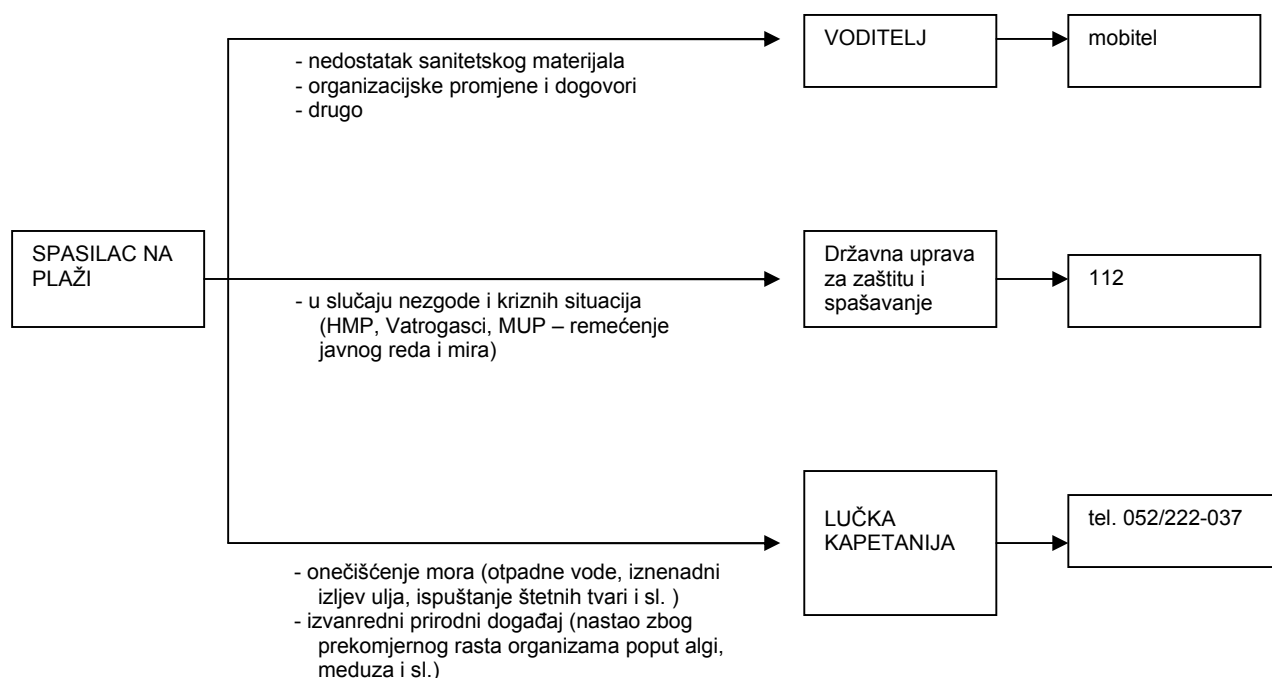 VODITELJ
mobitel
- nedostatak sanitetskog materijala
- organizacijske promjene i dogovori
- drugo
SPASILAC NA
PLAŽI
Državna uprava
za zaštitu i
spašavanje
112
- u slučaju nezgode i kriznih situacija
(HMP, Vatrogasci, MUP – remećenje
javnog reda i mira)
LUČKA
KAPETANIJA
tel. 052/222-037
- onečišćenje mora (otpadne vode, iznenadni
izljev ulja, ispuštanje štetnih tvari i sl. )
- izvanredni prirodni događaj (nastao zbog
prekomjernog rasta organizama poput algi,
meduza i sl.)